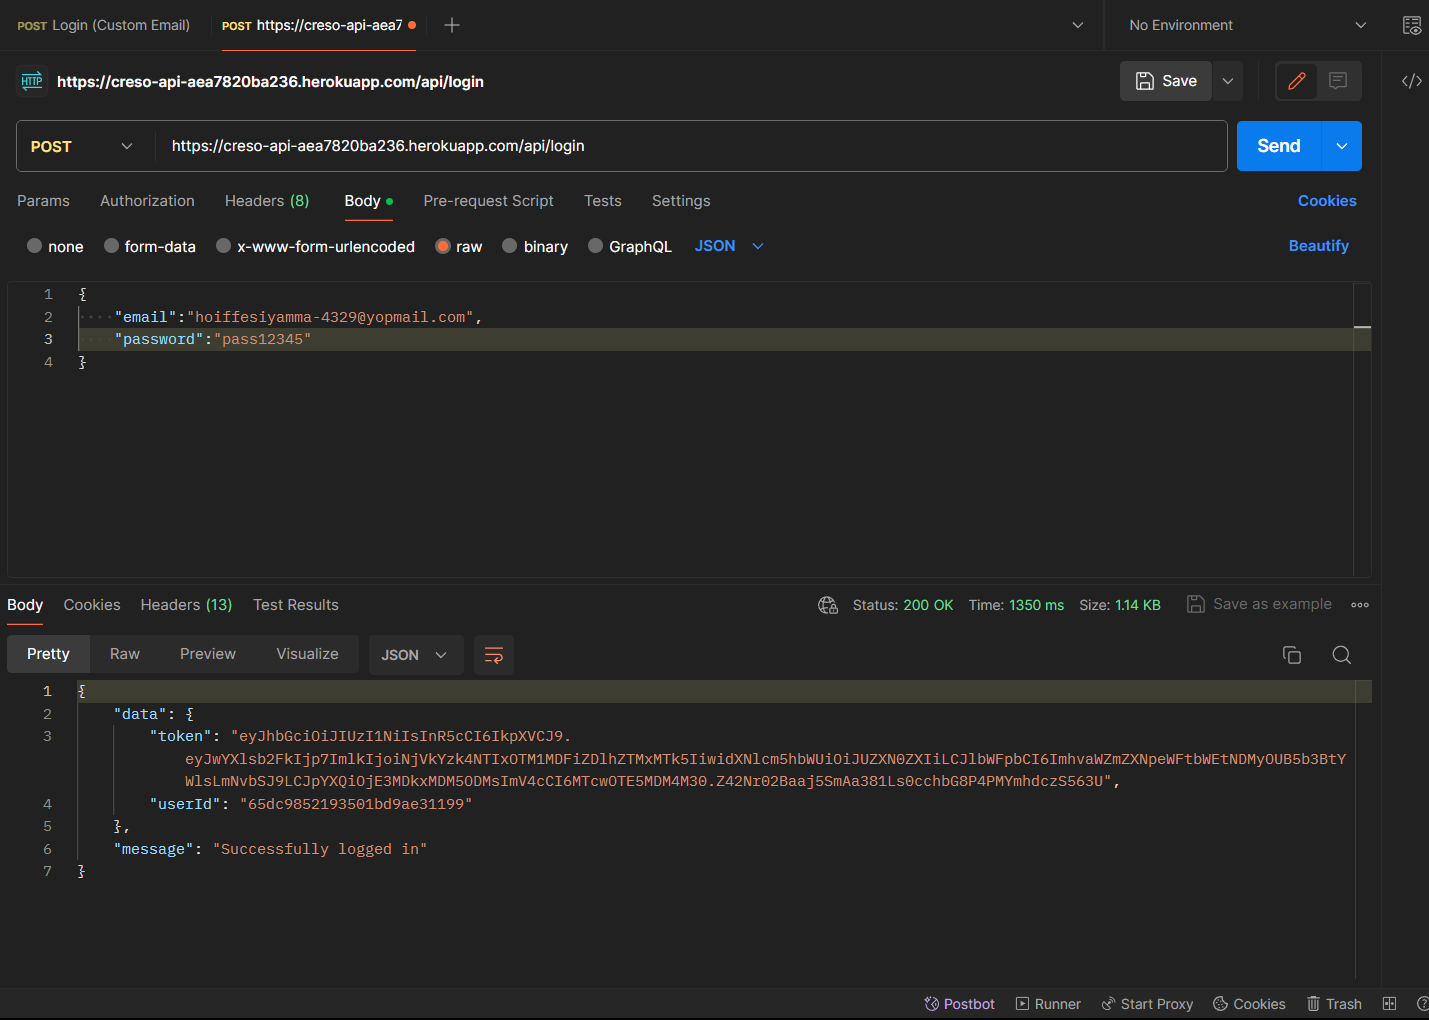 POST Login (Custom Email) POST https://creso-api-aea7 No Environment
HTTP https://creso-api-aea7820ba236.herokuapp.com/api/login Save
POST https://creso-api-aea7820ba236.herokuapp.com/api/login Send
Params Authorization Headers (8) Body Pre-request Script Tests Settings Cookies
none form-data x-www-form-urlencoded raw binary GraphQL JSON Beautify
1 {
2 "email":"hoiffesiyamma-4329@yopmail.com",
3 "password":"pass12345"
4 }
Body Cookies Headers (13) Test Results Status: 200 OK Time: 1350 ms Size: 1.14 KB Save as example
Pretty Raw Preview Visualize JSON
1 {
2 "data": {
3 "token": "eyJhbGciOiJIUzI1NiIsInR5cCI6IkpXVCJ9.
eyJwYXlsb2FkIjp7ImlkIjoiNjVkYzk4NTIxOTM1MDFiZDlhZTMxMTk5IiwidXNlcm5hbWUiOiJUZXN0ZXIiLCJlbWFpbCI6ImhvaWZmZXNpeWFtbWEtNDMyOUB5b3BtY
WlsLmNvbSJ9LCJpYXQiOjE3MDkxMDM5ODMsImV4cCI6MTcwOTE5MDM4M30.Z42Nr02Baaj5SmAa381Ls0cchbG8P4PMYmhdczS563U",
4 "userId": "65dc9852193501bd9ae31199"
5 },
6 "message": "Successfully logged in"
7 }
Postbot Runner Start Proxy Cookies Trash